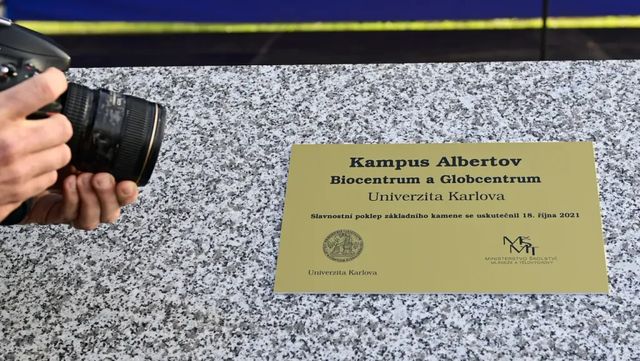 Kampus Albertov
Biocentrum a Globcentrum
Univerzita Karlova
Slavnostní poklep základního kamene se uskutečnil 18. října 2021
MŠMT
MINISTERSTVO ŠKOLSTVÍ
MLÁDEŽE A TĚLOVÝCHOVY
Univerzita Karlova